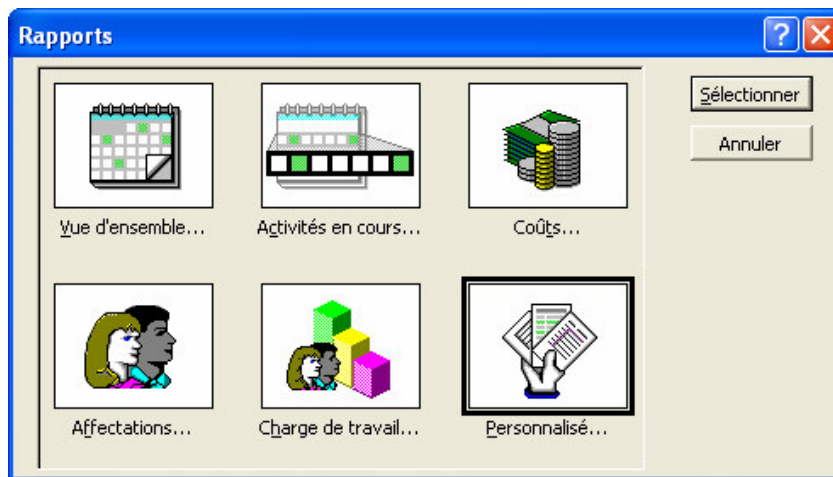 Rapports
Sélectionner
Annuler
Vue d'ensemble...
Activités en cours...
Coûts...
Affectations...
Charge de travail...
Personnalisé...